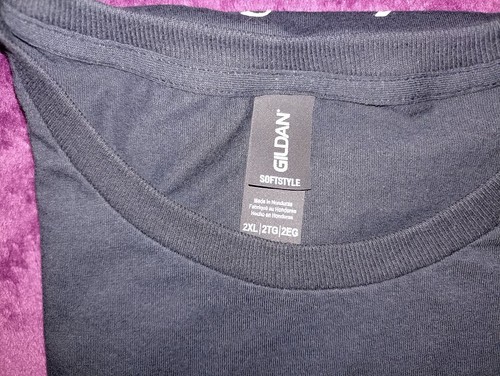 GILDAN®
SOFTSTYLE
Made in Honduras
Fabriqué au Honduras
Hecho en Honduras
2XL|2TG|2EG